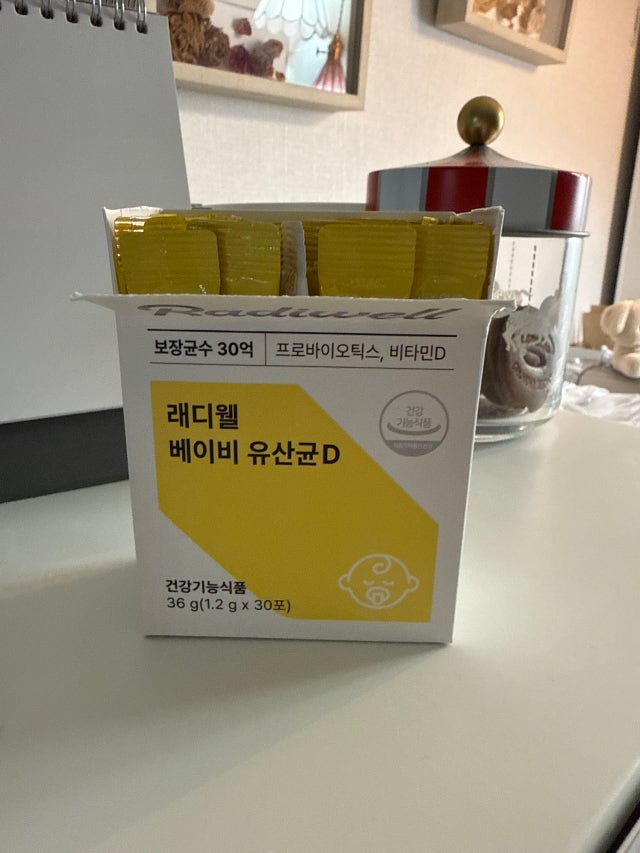 Radiwell
보장균수 30억 프로바이오틱스, 비타민D
래디웰
베이비 유산균D
건강
기능식품
건강기능식품
36 g(1.2 g x 30포)